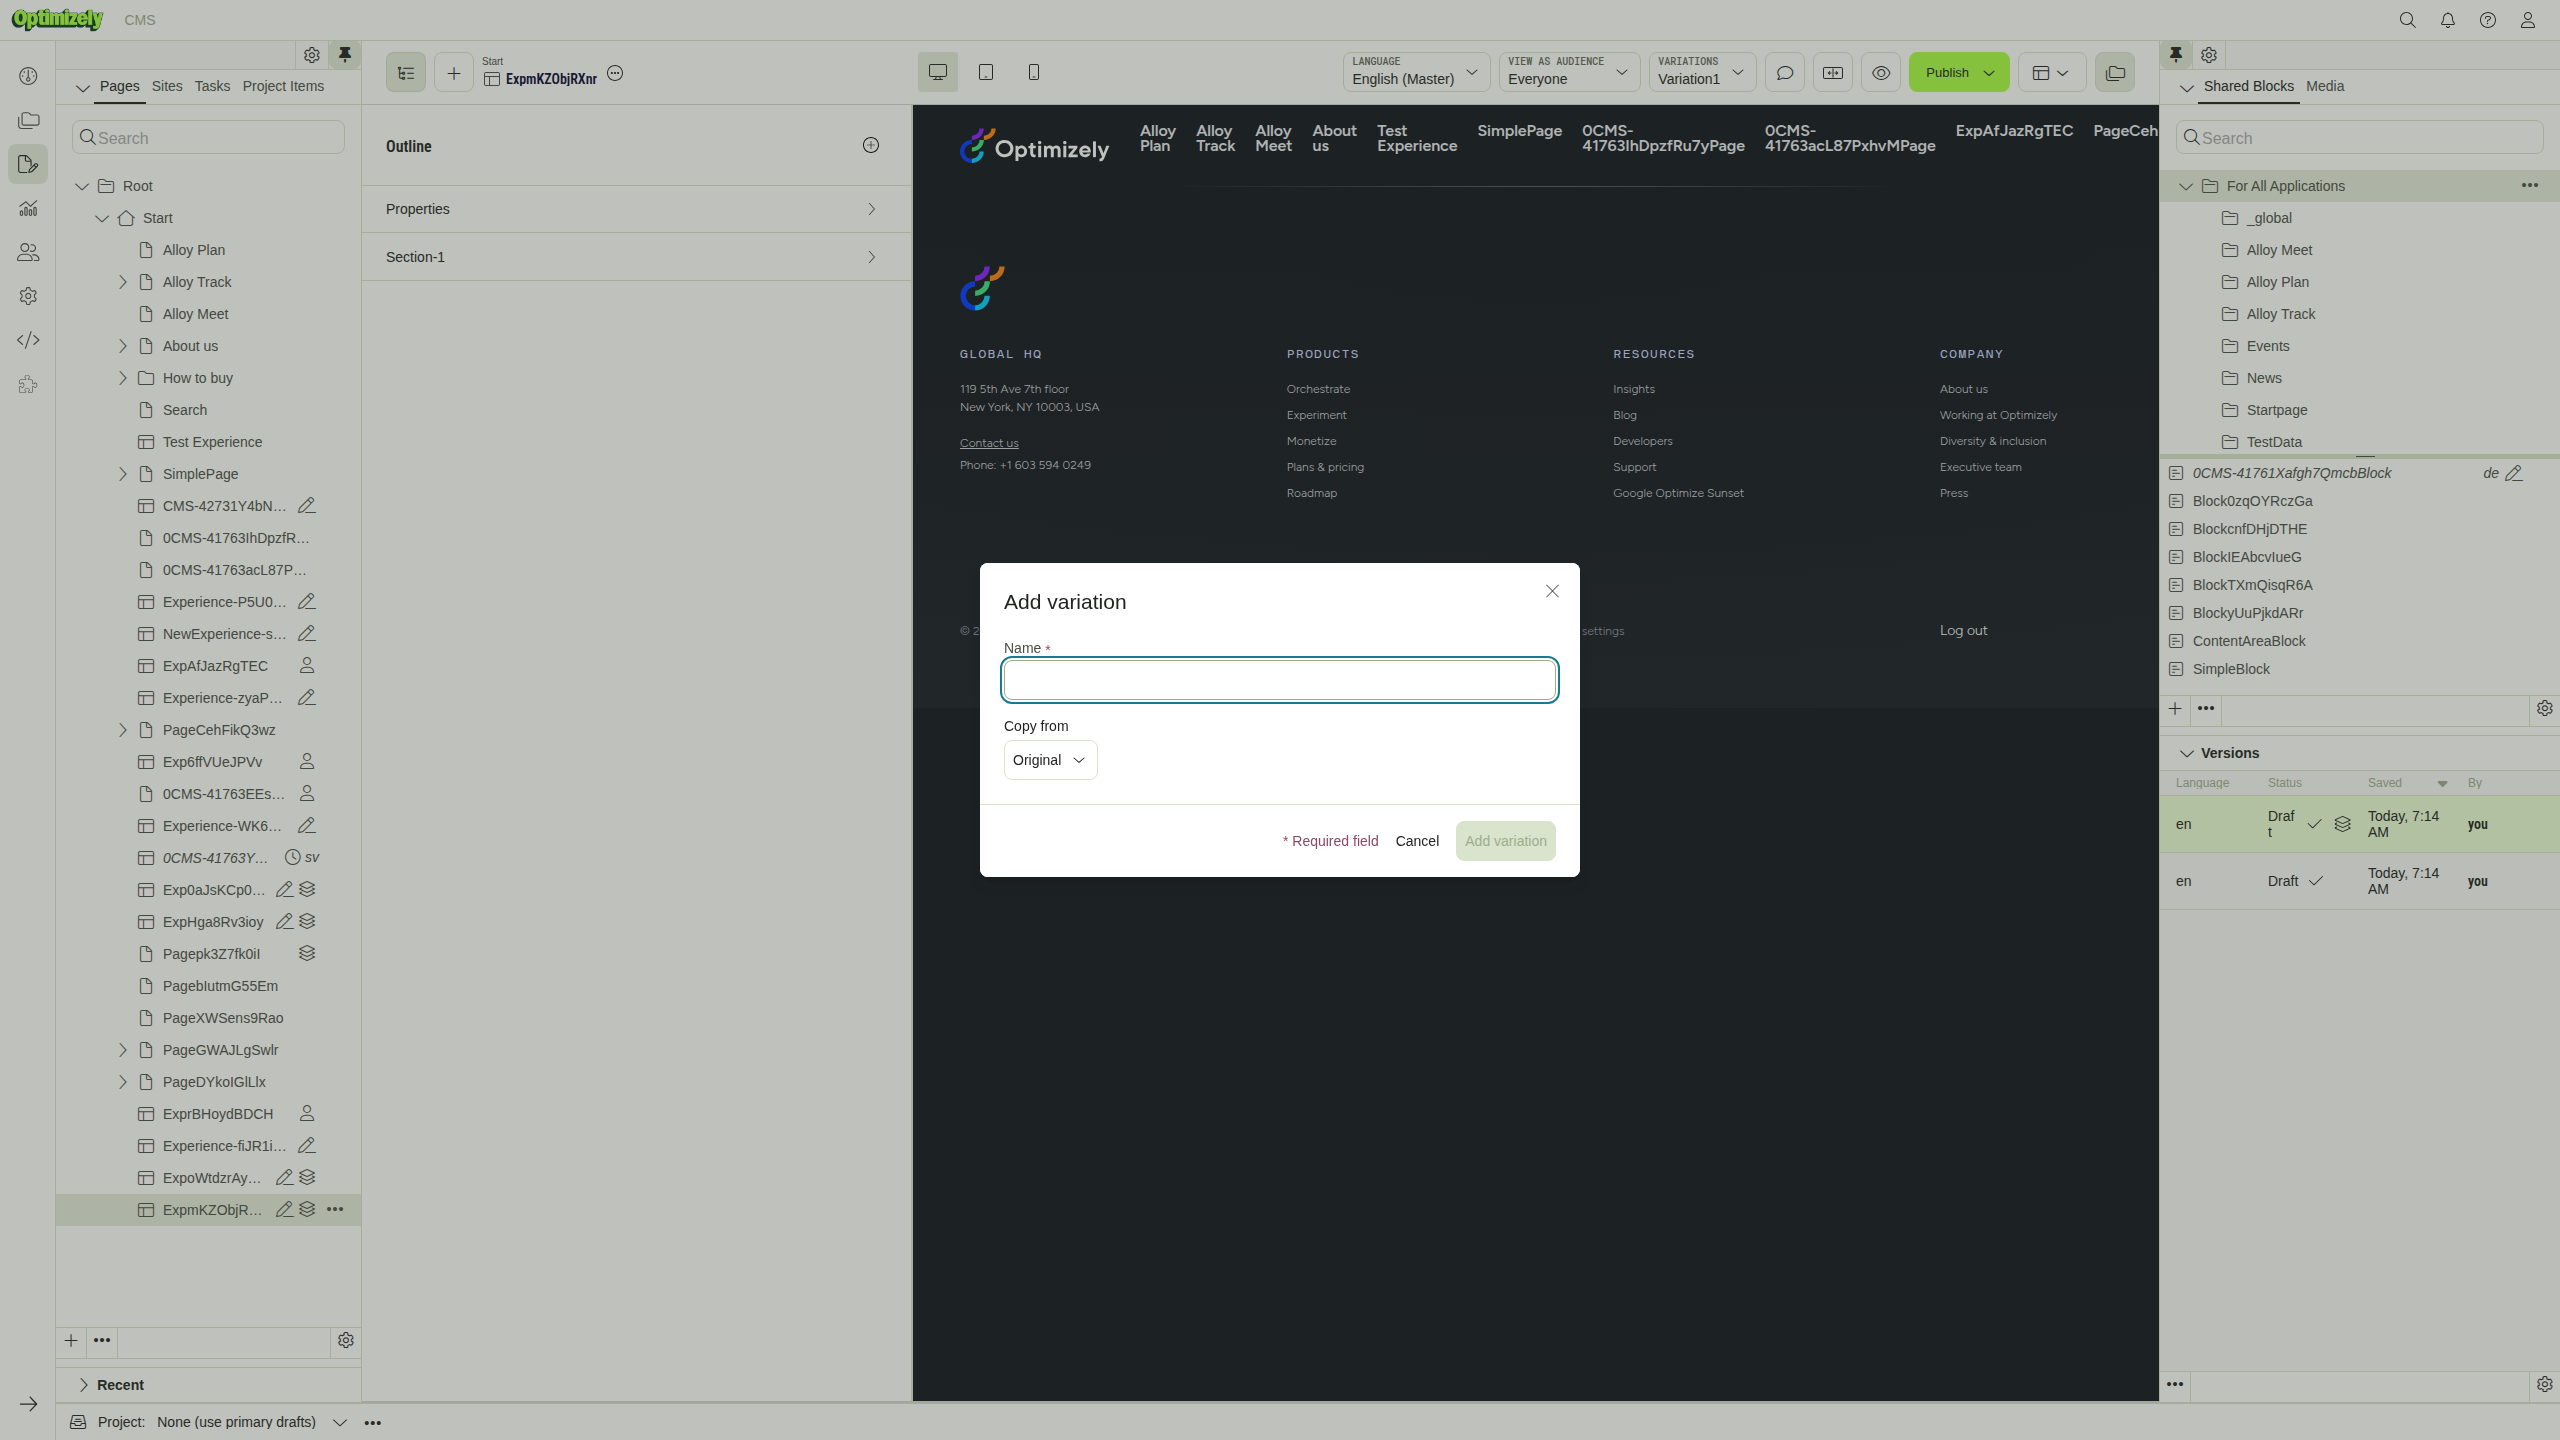 Optimizely CMS
Pages Sites Tasks Project Items
Search
Root
Start
Alloy Plan
Alloy Track
Alloy Meet
About us
How to buy
Search
Test Experience
SimplePage
CMS-42731Y4bN...
0CMS-41763IhDpzfR...
0CMS-41763acL87P...
Experience-P5U0...
NewExperience-s...
ExpAfJazRgTEC
Experience-zyaP...
PageCehFikQ3wz
Exp6ffVUeJPVv
0CMS-41763EEs...
Experience-WK6...
0CMS-41763Y... sv
Exp0aJsKCp0...
ExpHga8Rv3ioy
Pagepk3Z7fk0iI
PagebIutmG55Em
PageXWSens9Rao
PageGWAJLgSwlr
PageDYkoIGlLlx
ExprBHoydBDCH
Experience-fiJR1i...
ExpoWtdzrAy...
ExpmKZObjR...
Recent
Project: None (use primary drafts)
Start
ExpmKZObjRXnr
LANGUAGE
English (Master)
VIEW AS AUDIENCE
Everyone
VARIATIONS
Variation1
Publish
Outline
Properties
Section-1
Optimizely
Alloy Plan
Alloy Track
Alloy Meet
About us
Test Experience
SimplePage
0CMS-
41763IhDpzfRu7yPage
0CMS-
41763acL87PxhvMPage
ExpAfJazRgTEC
PageCeh
GLOBAL HQ
119 5th Ave 7th floor
New York, NY 10003, USA
Contact us
Phone: +1 603 594 0249
PRODUCTS
Orchestrate
Experiment
Monetize
Plans & pricing
Roadmap
RESOURCES
Insights
Blog
Developers
Support
Google Optimize Sunset
COMPANY
About us
Working at Optimizely
Diversity & inclusion
Executive team
Press
© 2
settings
Log out
Add variation
Name *
Copy from
Original
* Required field Cancel Add variation
Shared Blocks Media
Search
For All Applications
_global
Alloy Meet
Alloy Plan
Alloy Track
Events
News
Startpage
TestData
0CMS-41761Xafgh7QmcbBlock de
Block0zqOYRczGa
BlockcnfDHjDTHE
BlockIEAbcvIueG
BlockTXmQisqR6A
BlockyUuPjkdARr
ContentAreaBlock
SimpleBlock
Versions
Language Status Saved By
en Draf
t Today, 7:14
AM you
en Draft Today, 7:14
AM you